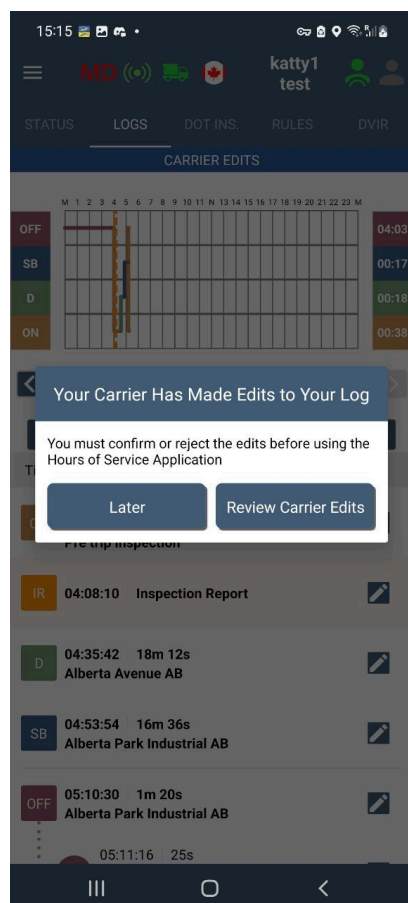 15:15
MD
katty1
test
STATUS LOGS DOT INS. RULES DVIR
CARRIER EDITS
M 1 2 3 4 5 6 7 8 9 10 11 N 13 14 15 16 17 18 19 20 21 22 23 M
OFF 04:03
SB 00:17
D 00:18
ON 00:38
Your Carrier Has Made Edits to Your Log
You must confirm or reject the edits before using the
Hours of Service Application
Later Review Carrier Edits
Pre trip inspection
IR 04:08:10 Inspection Report
D 04:35:42 18m 12s
Alberta Avenue AB
SB 04:53:54 16m 36s
Alberta Park Industrial AB
OFF 05:10:30 1m 20s
Alberta Park Industrial AB
05:11:16 25s